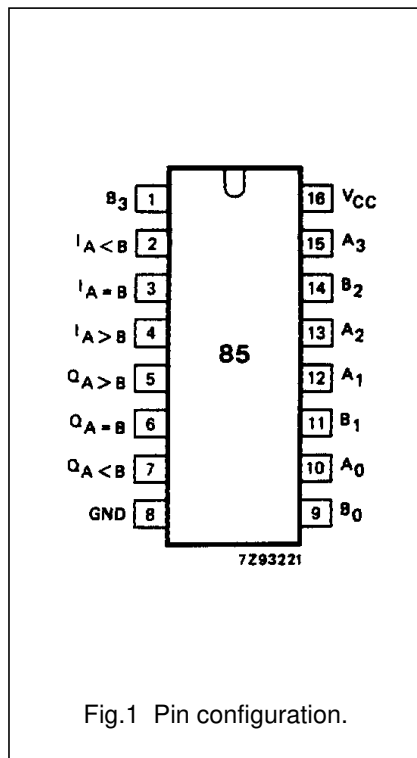 B3 1 16 VCC
IA<B 2 15 A3
IA=B 3 14 B2
IA>B 4 13 A2
85
QA>B 5 12 A1
QA=B 6 11 B1
QA<B 7 10 A0
GND 8 9 B0
7Z93221
Fig.1 Pin configuration.